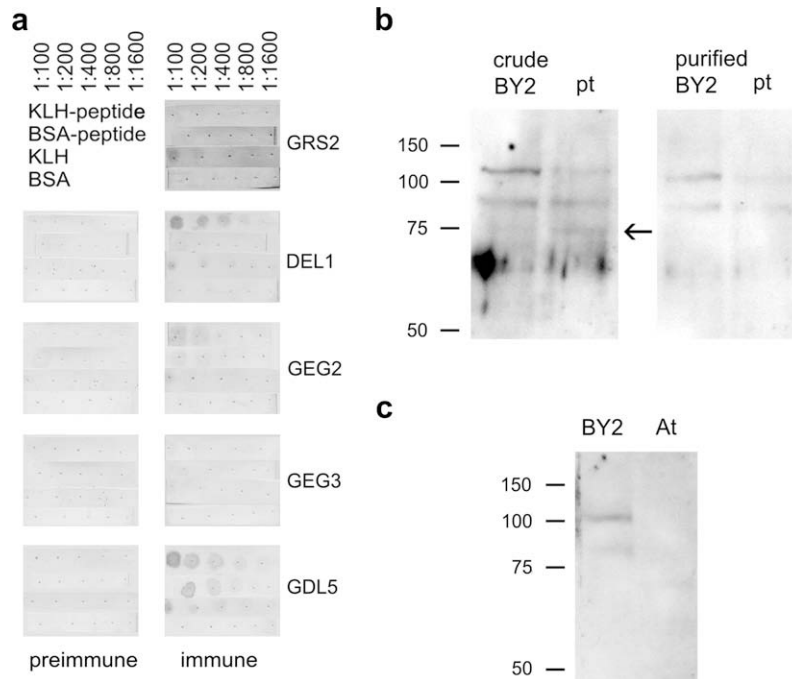 a
1:100 1:200 1:400 1:800 1:1600
1:100 1:200 1:400 1:800 1:1600
KLH-peptide
BSA-peptide
KLH
BSA
GRS2
DEL1
GEG2
GEG3
GDL5
preimmune immune
b
crude purified
BY2 pt BY2 pt
150
100
75
50
←
c
BY2 At
150
100
75
50